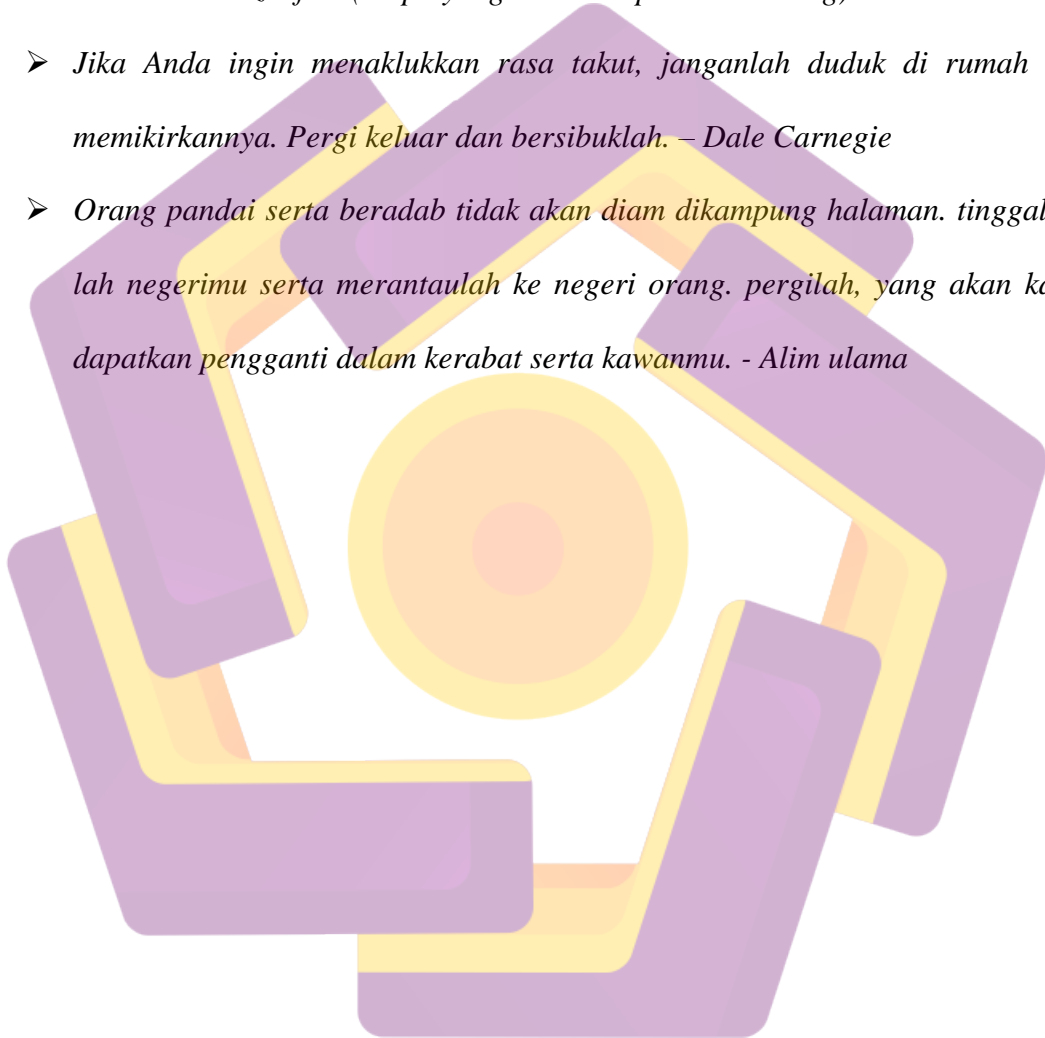 ➢ Jika Anda ingin menaklukkan rasa takut, janganlah duduk di rumah
memikirkannya. Pergi keluar dan bersibuklah. – Dale Carnegie
➢ Orang pandai serta beradab tidak akan diam dikampung halaman. tinggal
lah negerimu serta merantaulah ke negeri orang. pergilah, yang akan ka
dapatkan pengganti dalam kerabat serta kawanmu. - Alim ulama